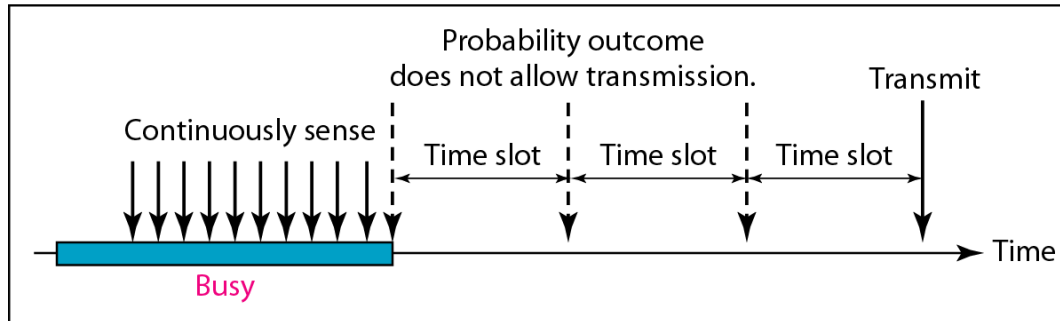 Probability outcome
does not allow transmission.
Transmit
Continuously sense
Time slot
Time slot
Time slot
Time
Busy